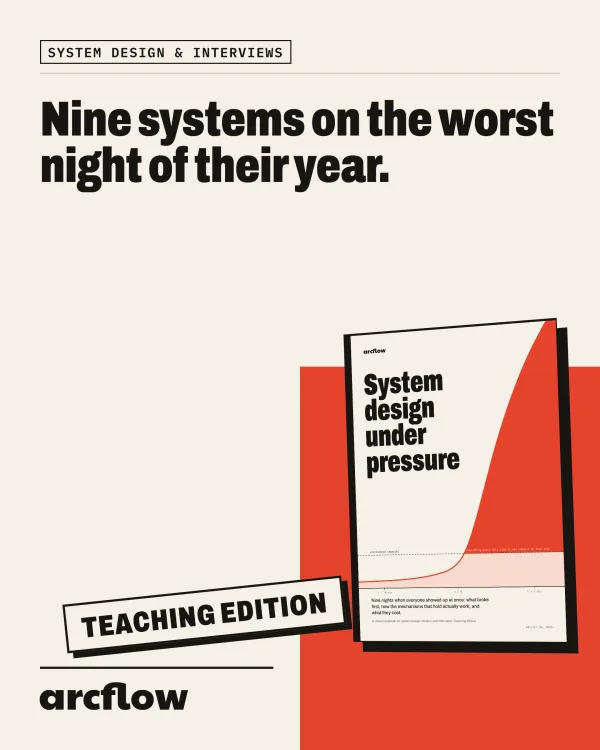 SYSTEM DESIGN & INTERVIEWS
Nine systems on the worst
night of their year.
arcflow
System
design
under
pressure
Nine nights when everyone showed up at once: what broke
first, how the mechanisms that hold actually work, and
what they cost.
TEACHING EDITION
arcflow